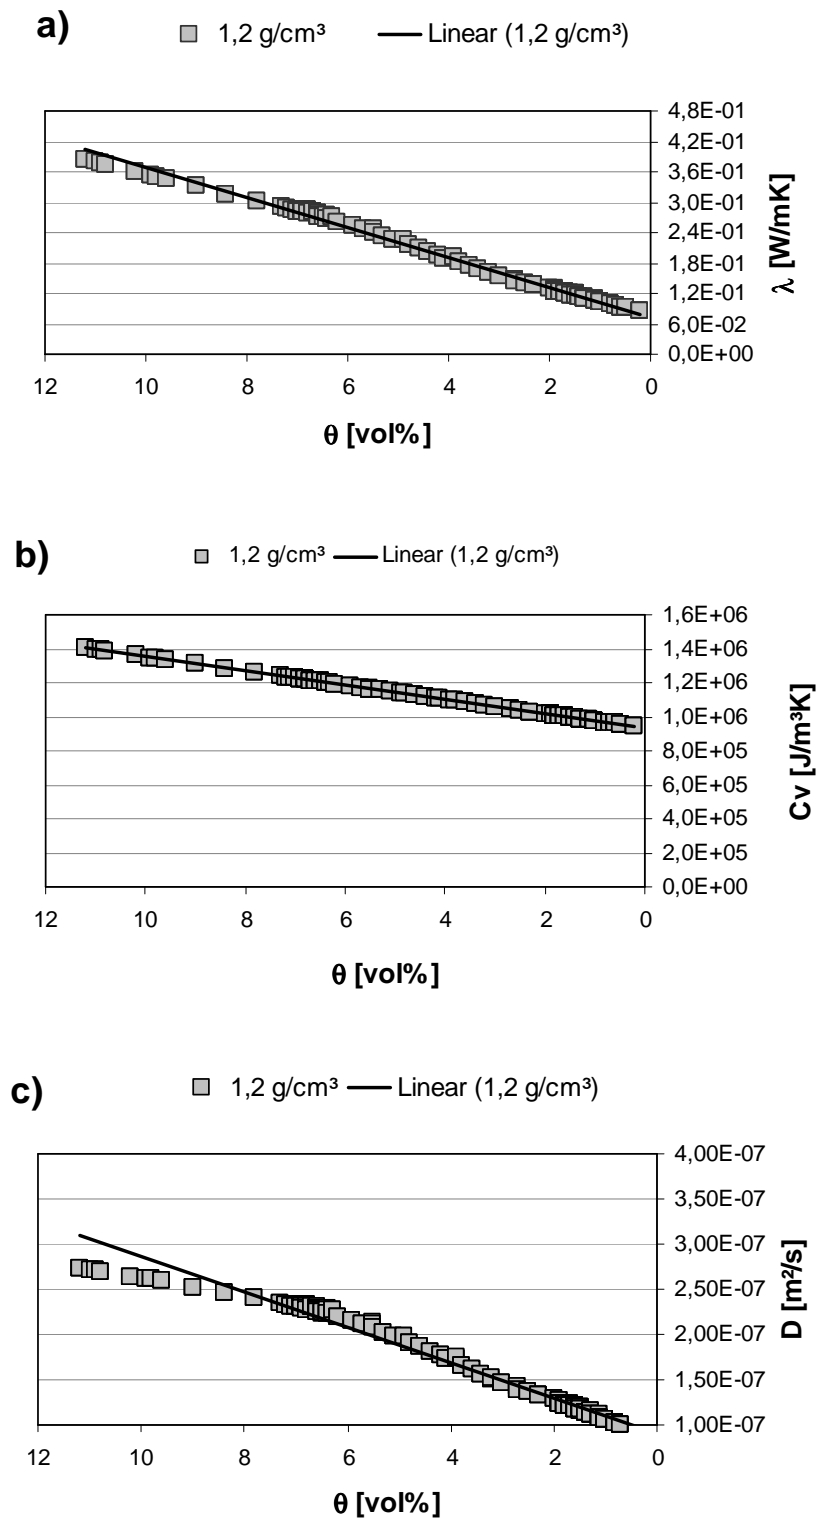 a)
1,2 g/cm³ Linear (1,2 g/cm³)
4,8E-01
4,2E-01
3,6E-01
3,0E-01
2,4E-01
1,8E-01
1,2E-01
6,0E-02
0,0E+00
λ [W/mK]
12 10 8 6 4 2 0
θ [vol%]
b)
1,2 g/cm³ Linear (1,2 g/cm³)
1,6E+06
1,4E+06
1,2E+06
1,0E+06
8,0E+05
6,0E+05
4,0E+05
2,0E+05
0,0E+00
Cv [J/m³K]
12 10 8 6 4 2 0
θ [vol%]
c)
1,2 g/cm³ Linear (1,2 g/cm³)
4,00E-07
3,50E-07
3,00E-07
2,50E-07
2,00E-07
1,50E-07
1,00E-07
D [m²/s]
12 10 8 6 4 2 0
θ [vol%]